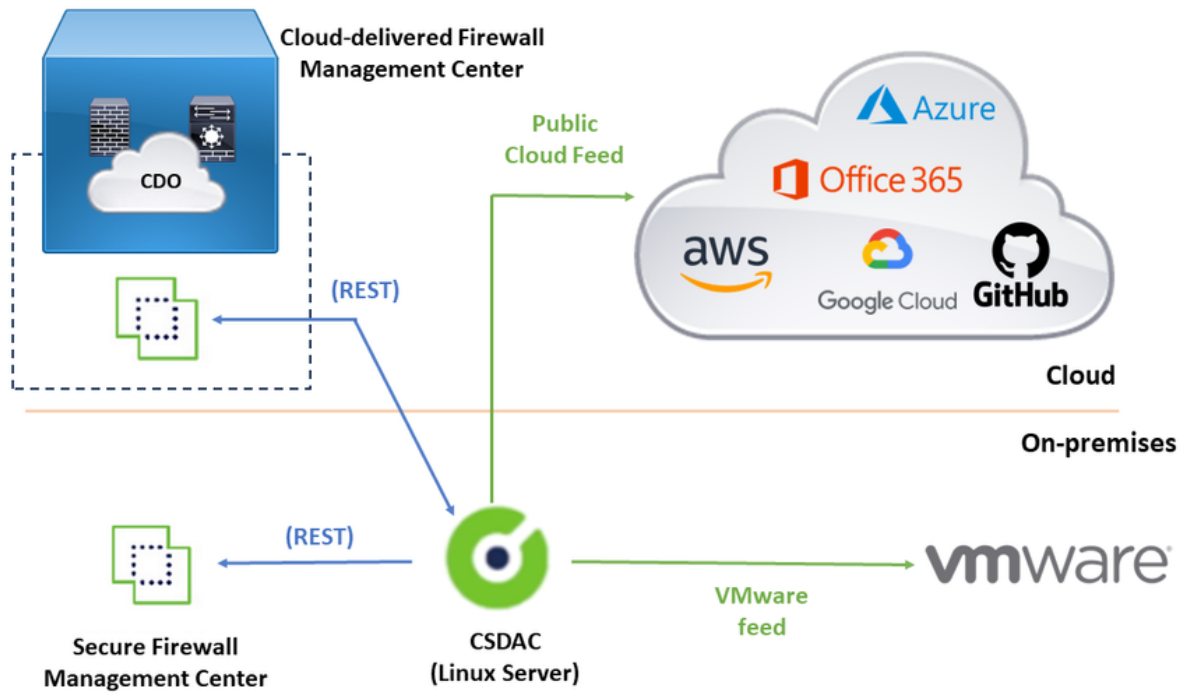 Cloud-delivered Firewall
Management Center
CDO
(REST)
Public
Cloud Feed
Azure
Office 365
aws
Google Cloud
GitHub
Cloud
On-premises
(REST)
Secure Firewall
Management Center
CSDAC
(Linux Server)
VMware
feed
vmware®